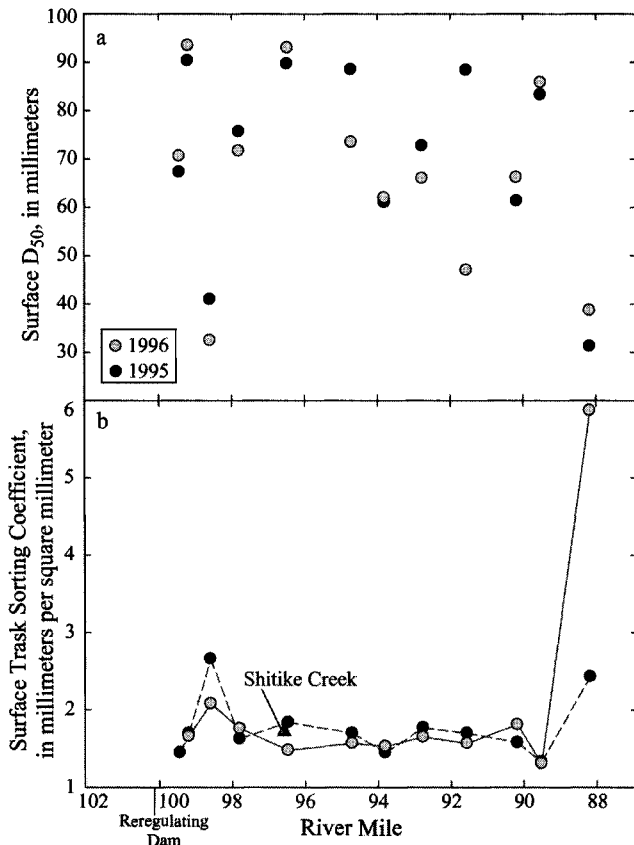 a
100
90
80
70
60
50
40
30
Surface D50, in millimeters
1996
1995
b
6
5
4
3
2
1
Surface Trask Sorting Coefficient,
in millimeters per square millimeter
Shitike Creek
102 100 98 96 94 92 90 88
Reregulating
Dam
River Mile